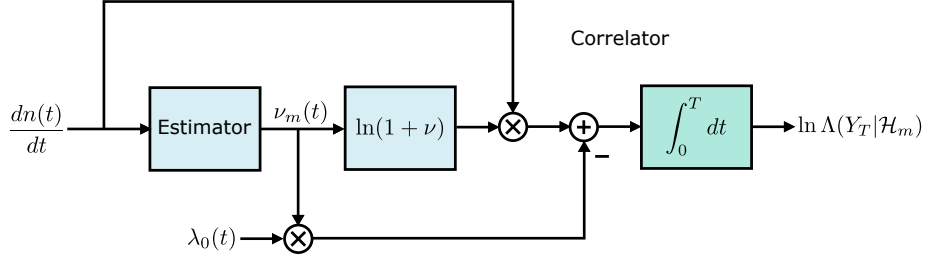 Correlator
dn(t)
dt
Estimator
ν_m(t)
ln(1 + ν)
∫_0^T dt
ln Λ(Y_T|ℋ_m)
−
λ_0(t)